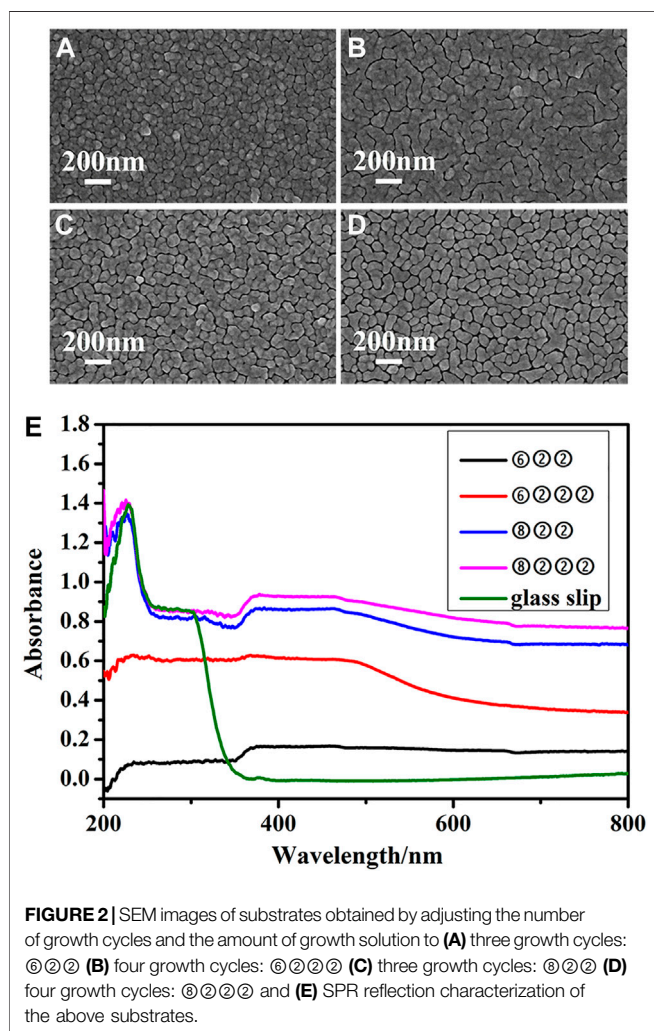 A
200nm
B
200nm
C
200nm
D
200nm
E
1.8
1.6
1.4
1.2
1.0
0.8
0.6
0.4
0.2
0.0
Absorbance
⑥②②
⑥②②②
⑧②②
⑧②②②
glass slip
200
400
600
800
Wavelength/nm
FIGURE 2 | SEM images of substrates obtained by adjusting the number
of growth cycles and the amount of growth solution to (A) three growth cycles:
⑥②② (B) four growth cycles: ⑥②②② (C) three growth cycles: ⑧②② (D)
four growth cycles: ⑧②②② and (E) SPR reflection characterization of
the above substrates.